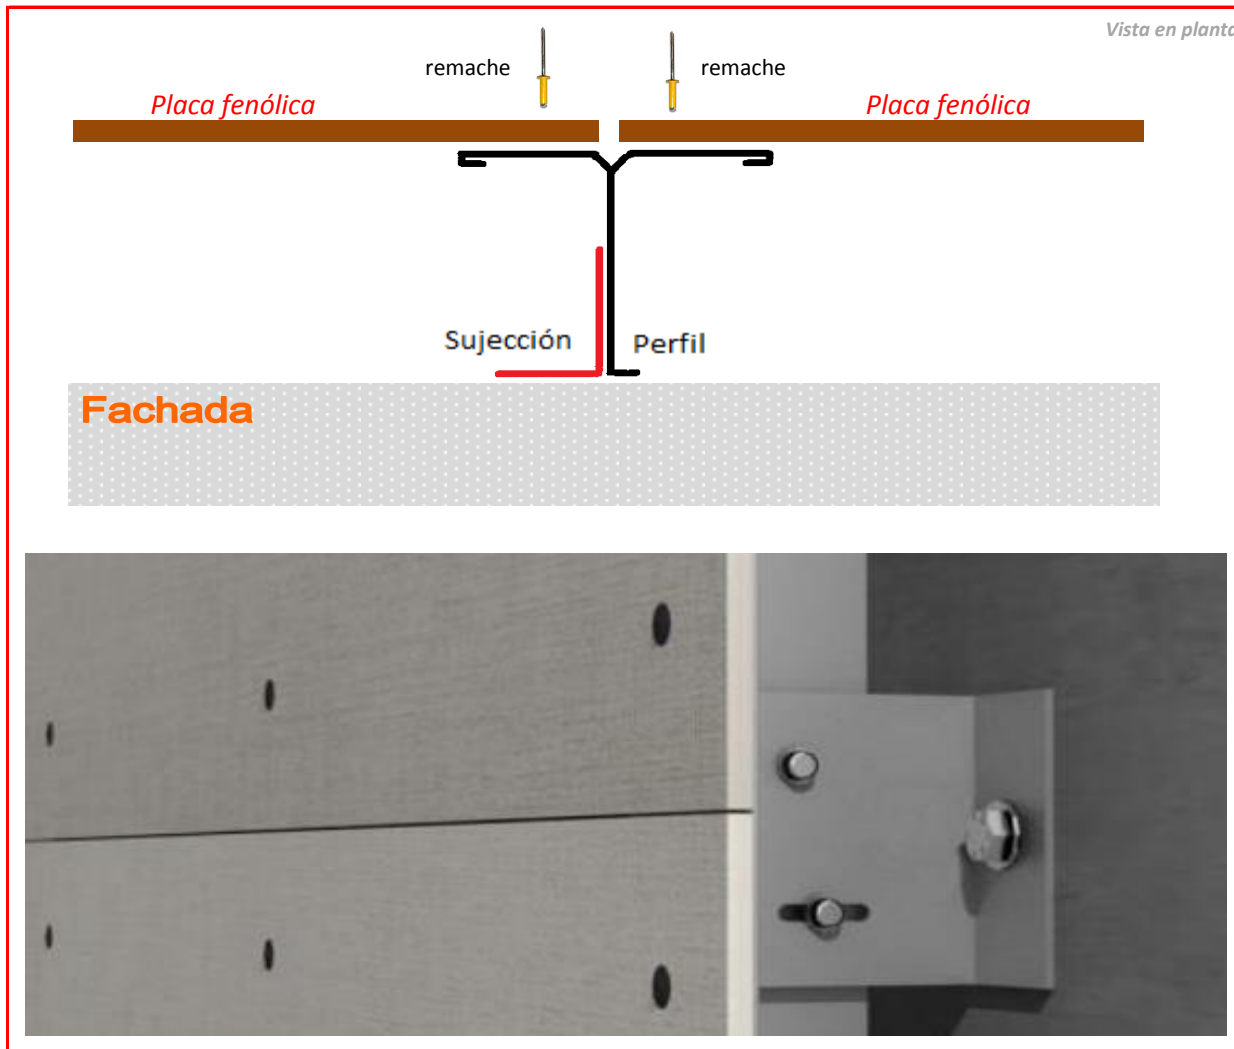 Vista en planta
remache
remache
Placa fenólica
Placa fenólica
Sujección
Perfil
Fachada